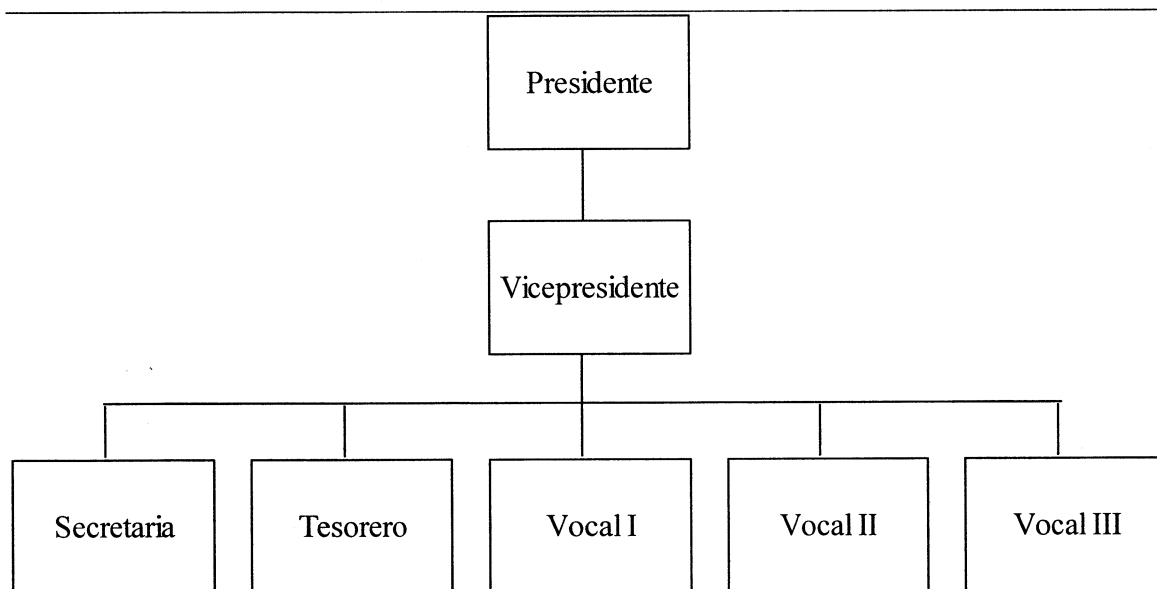 Presidente
Vicepresidente
Secretaria
Tesorero
Vocal I
Vocal II
Vocal III